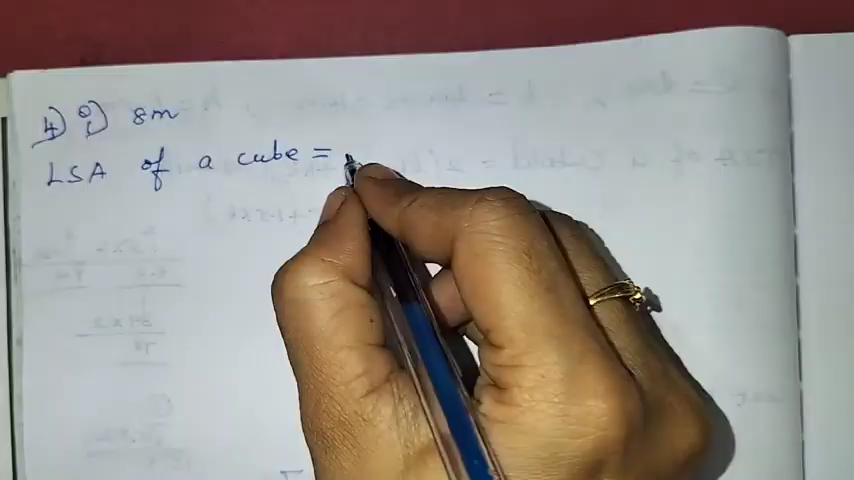 4) i) 8m
LSA of a cube =